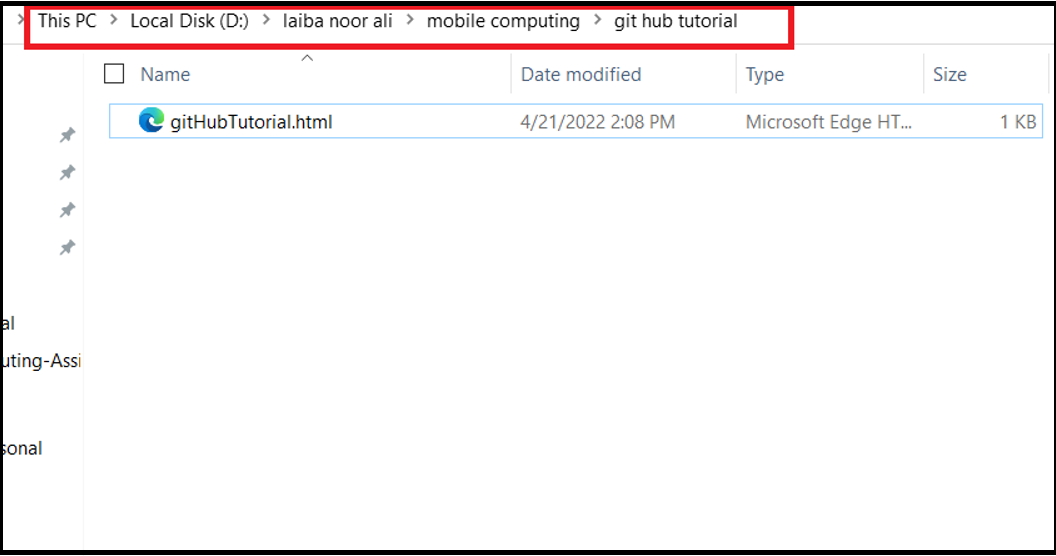 This PC > Local Disk (D:) > laiba noor ali > mobile computing > git hub tutorial
Name Date modified Type Size
gitHubTutorial.html 4/21/2022 2:08 PM Microsoft Edge HT... 1 KB
al
uting-Assi
sonal